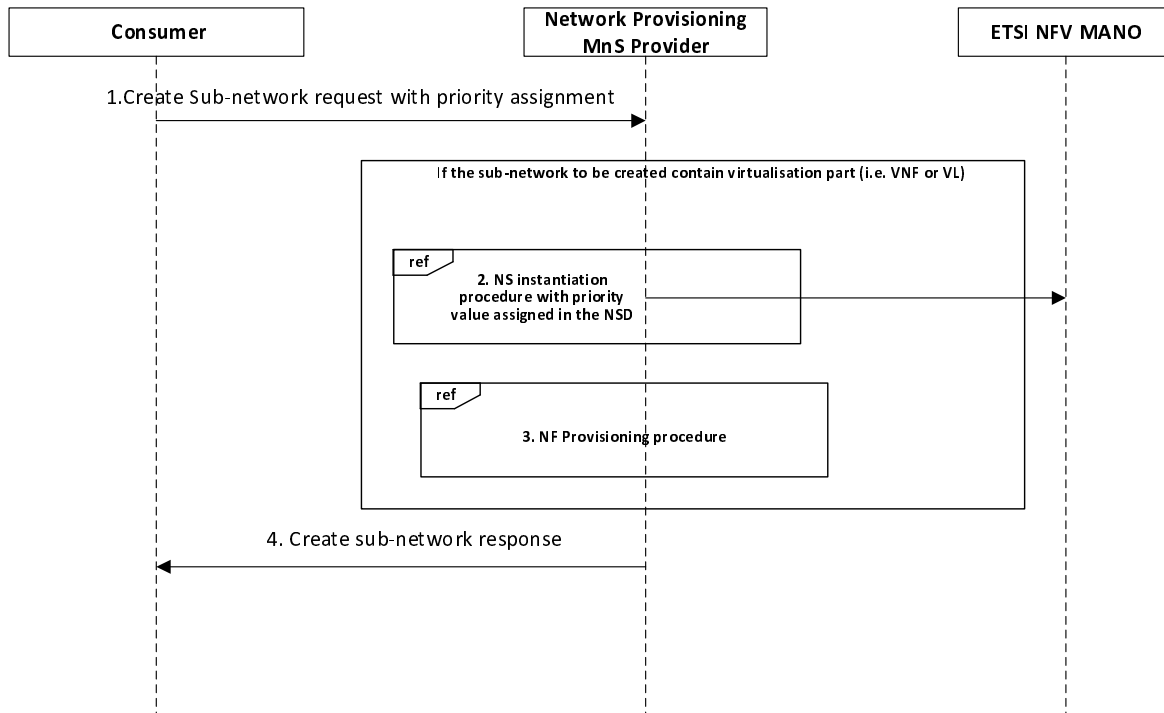 Consumer
Network Provisioning
MnS Provider
ETSI NFV MANO
1.Create Sub-network request with priority assignment
If the sub-network to be created contain virtualisation part (i.e. VNF or VL)
ref
2. NS instantiation
procedure with priority
value assigned in the NSD
ref
3. NF Provisioning procedure
4. Create sub-network response